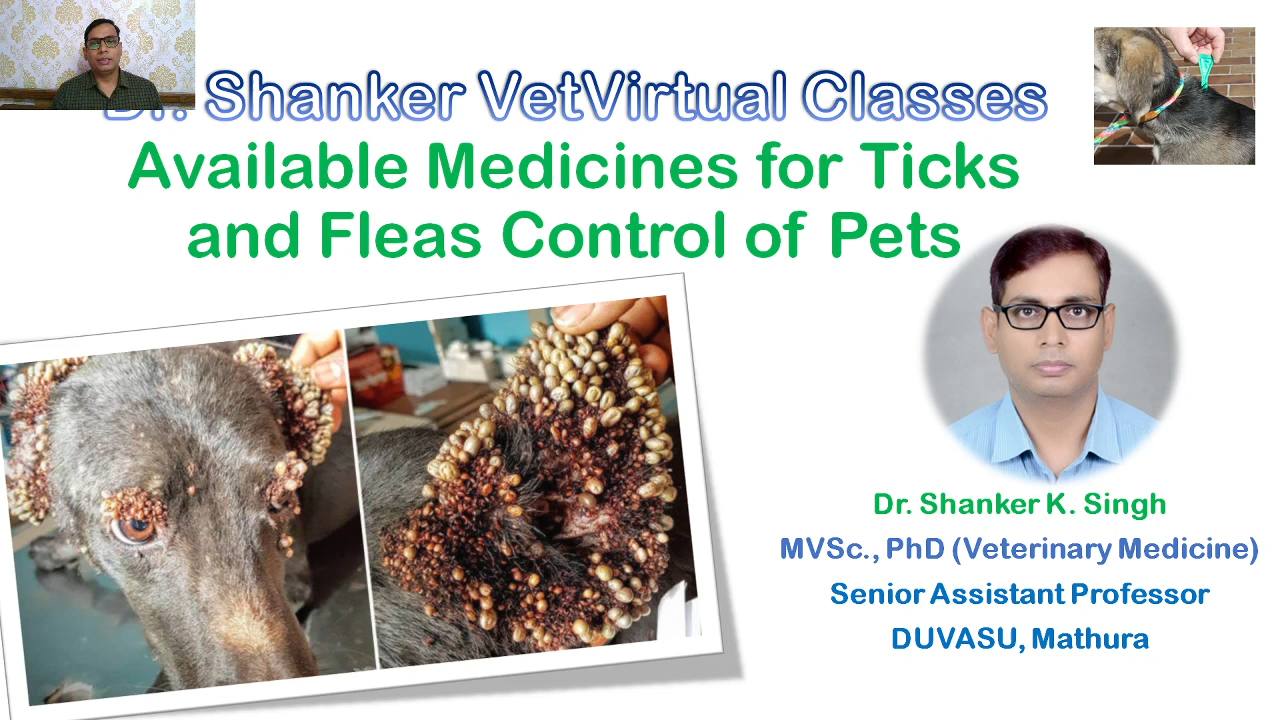 Dr. Shanker VetVirtual Classes
Available Medicines for Ticks
and Fleas Control of Pets
Dr. Shanker K. Singh
MVSc., PhD (Veterinary Medicine)
Senior Assistant Professor
DUVASU, Mathura